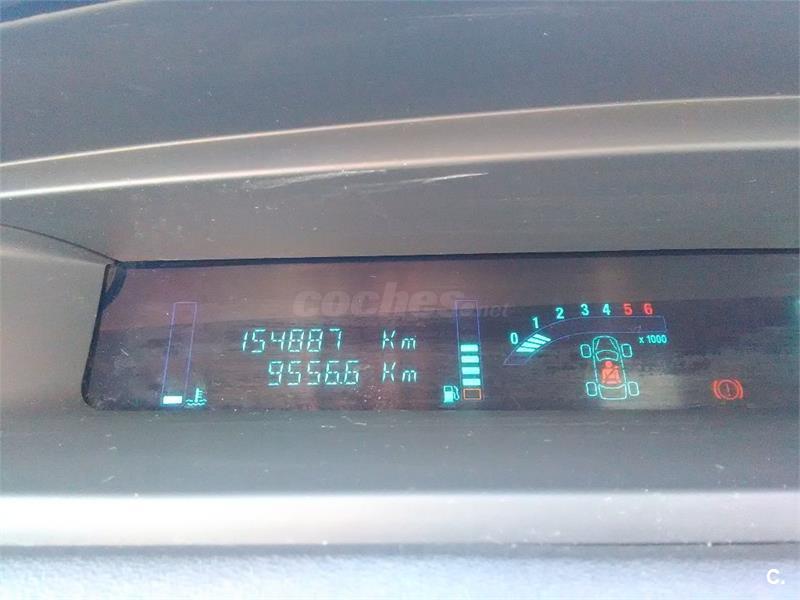 coches.net
154887 Km
9556.6 Km
0 1 2 3 4 5 6
x 1000
C.